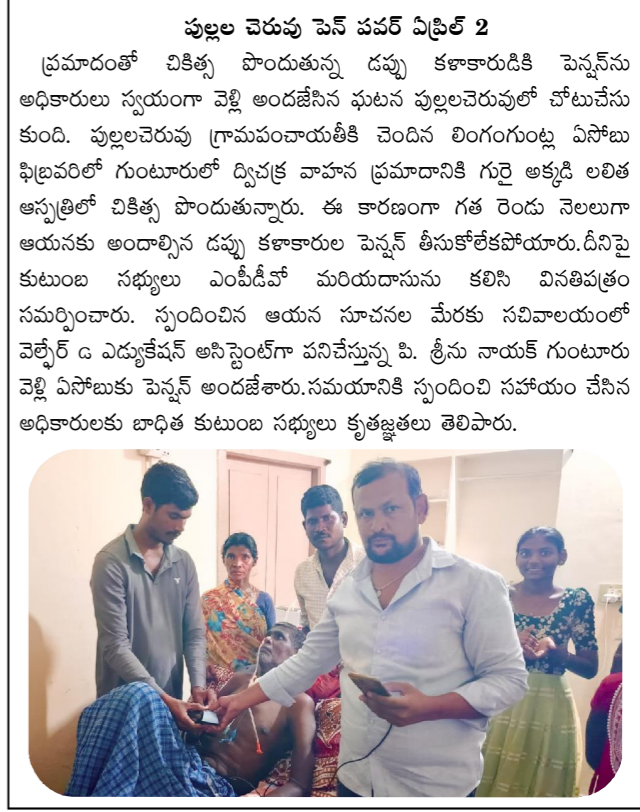 పుల్లల చెరువు పెన్ పవర్ ఏప్రిల్ 2
ప్రమాదంతో చికిత్స పొందుతున్న డప్పు కళాకారుడికి పెన్షన్‌ను
అధికారులు స్వయంగా వెళ్లి అందజేసిన ఘటన పుల్లలచెరువులో చోటుచేసు
కుంది. పుల్లలచెరువు గ్రామపంచాయతీకి చెందిన లింగంగుంట్ల ఏసోబు
ఫిబ్రవరిలో గుంటూరులో ద్విచక్ర వాహన ప్రమాదానికి గురై అక్కడి లలిత
ఆస్పత్రిలో చికిత్స పొందుతున్నారు. ఈ కారణంగా గత రెండు నెలలుగా
ఆయనకు అందాల్సిన డప్పు కళాకారుల పెన్షన్ తీసుకోలేకపోయారు.దీనిపై
కుటుంబ సభ్యులు ఎంపీడీవో మరియదాసును కలిసి వినతిపత్రం
సమర్పించారు. స్పందించిన ఆయన సూచనల మేరకు సచివాలయంలో
వెల్ఫేర్ డ ఎడ్యుకేషన్ అసిస్టెంట్‌గా పనిచేస్తున్న పి. శ్రీను నాయక్ గుంటూరు
వెళ్లి ఏసోబుకు పెన్షన్ అందజేశారు.సమయానికి స్పందించి సహాయం చేసిన
అధికారులకు బాధిత కుటుంబ సభ్యులు కృతజ్ఞతలు తెలిపారు.